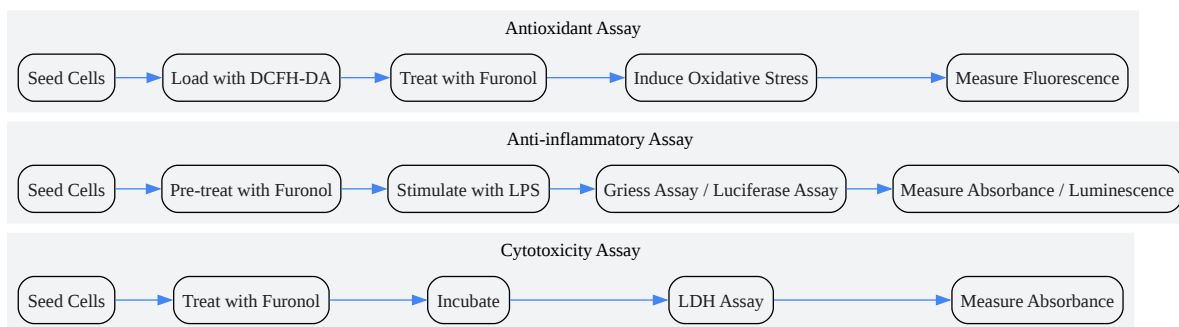 Antioxidant Assay
Seed Cells
Load with DCFH-DA
Treat with Furonol
Induce Oxidative Stress
Measure Fluorescence
Anti-inflammatory Assay
Seed Cells
Pre-treat with Furonol
Stimulate with LPS
Griess Assay / Luciferase Assay
Measure Absorbance / Luminescence
Cytotoxicity Assay
Seed Cells
Treat with Furonol
Incubate
LDH Assay
Measure Absorbance